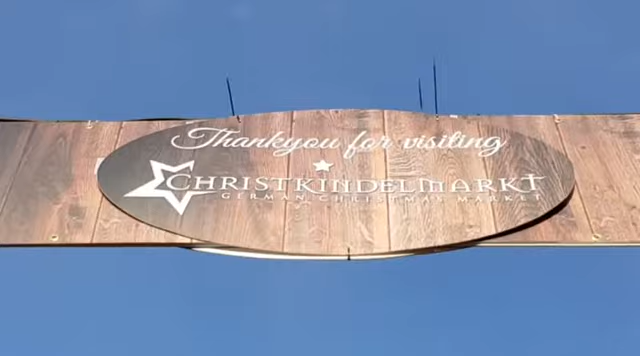 Thankyou for visiting
CHRISTKINDELMARKT
GERMAN CHRISTMAS MARKET